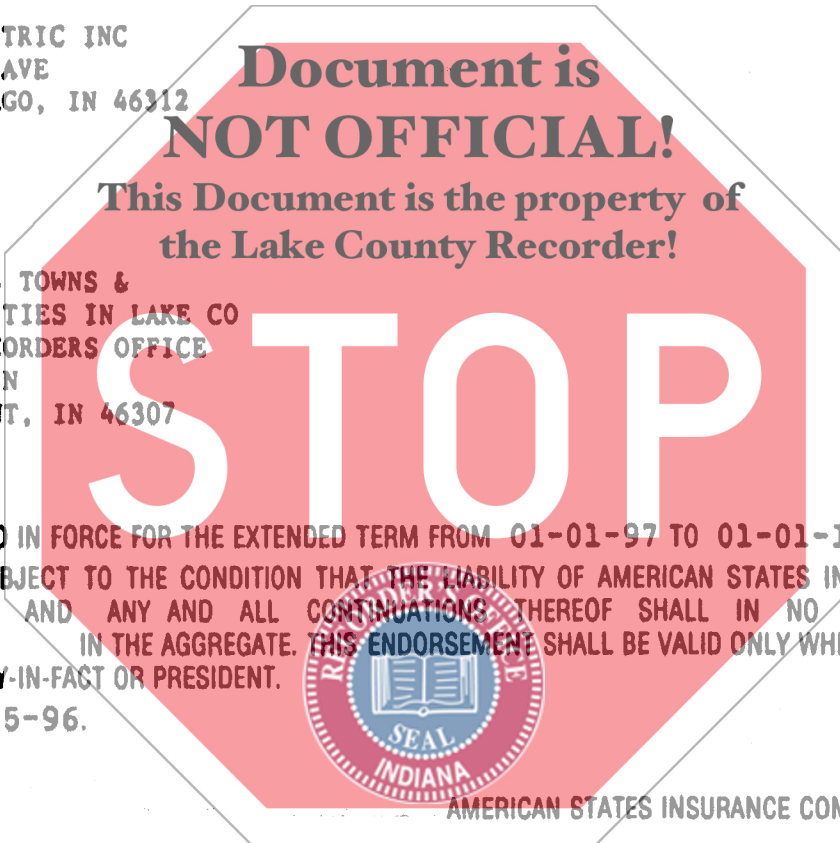 TRIC INC
AVE
GO, IN 46312
Document is
NOT OFFICIAL!
This Document is the property of
the Lake County Recorder!
TOWNS &
TIES IN LAKE CO
ORDERS OFFICE
N
T, IN 46307
STOP
IN FORCE FOR THE EXTENDED TERM FROM 01-01-97 TO 01-01-
BJECT TO THE CONDITION THAT THE LIABILITY OF AMERICAN STATES IN
AND ANY AND ALL CONTINUATIONS THEREOF SHALL IN NO
IN THE AGGREGATE. THIS ENDORSEMENT SHALL BE VALID ONLY WHE
Y-IN-FACT OR PRESIDENT.
5-96.
RECORDER'S OFFICE
SEAL
INDIANA
AMERICAN STATES INSURANCE COM